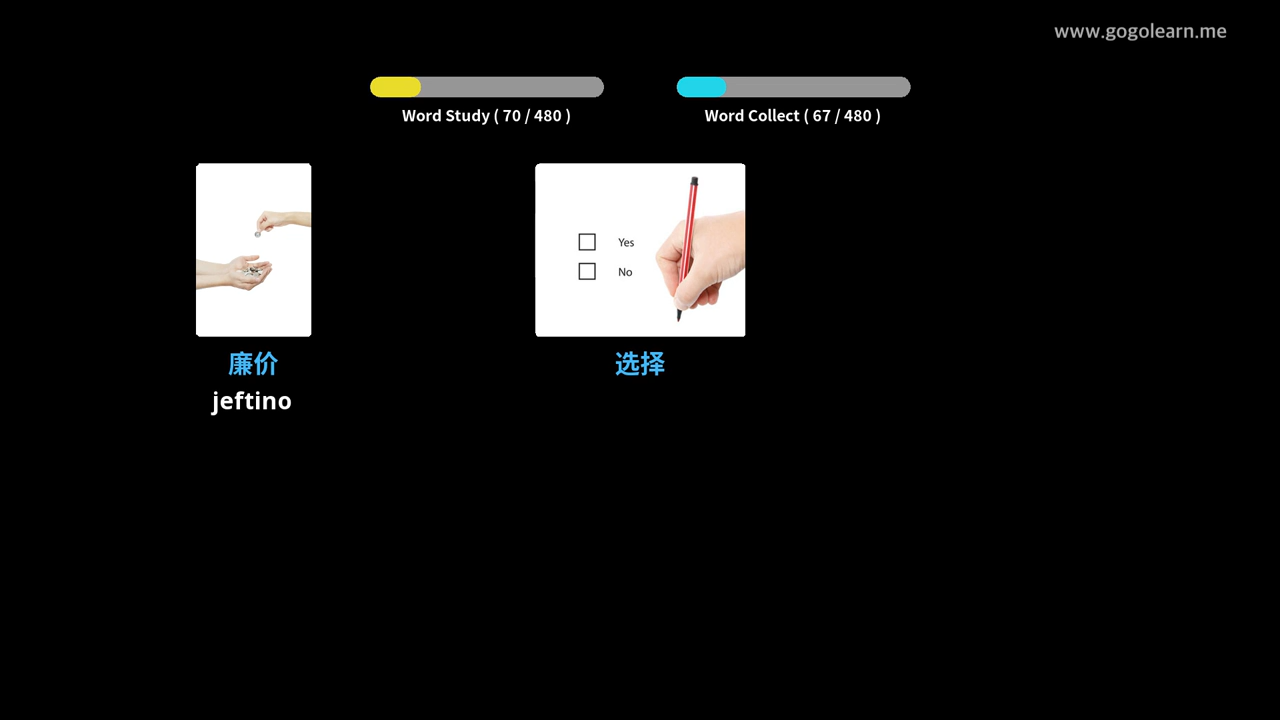 www.gogolearn.me
Word Study ( 70 / 480 )
Word Collect ( 67 / 480 )
Yes
No
廉价
选择
jeftino